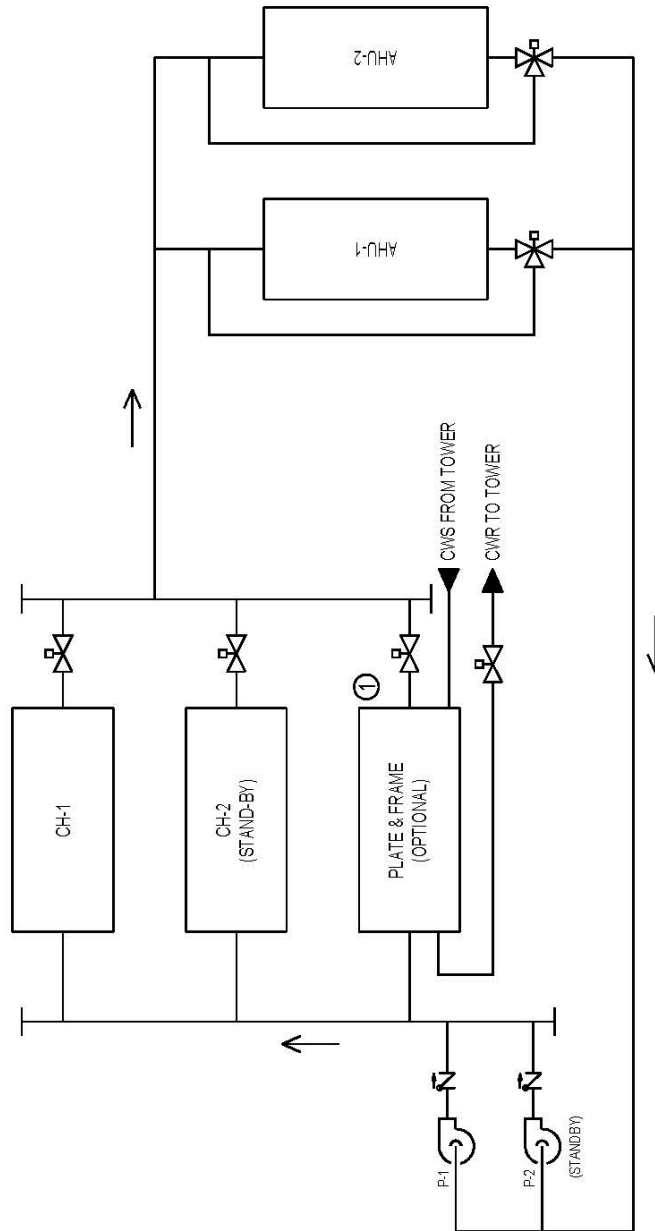 CH-1
CH-2
(STAND-BY)
PLATE & FRAME
(OPTIONAL)
1
CWS FROM TOWER
CWR TO TOWER
AHU-1
AHU-2
P-1
P-2
(STANDBY)